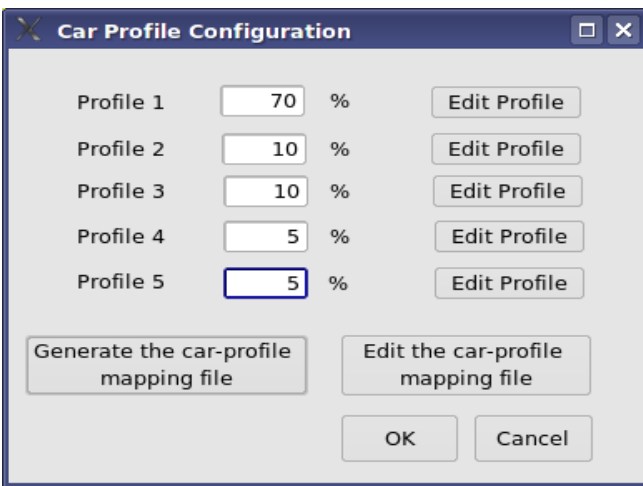 Car Profile Configuration
Profile 1 70 % Edit Profile
Profile 2 10 % Edit Profile
Profile 3 10 % Edit Profile
Profile 4 5 % Edit Profile
Profile 5 5 % Edit Profile
Generate the car-profile
mapping file
Edit the car-profile
mapping file
OK Cancel